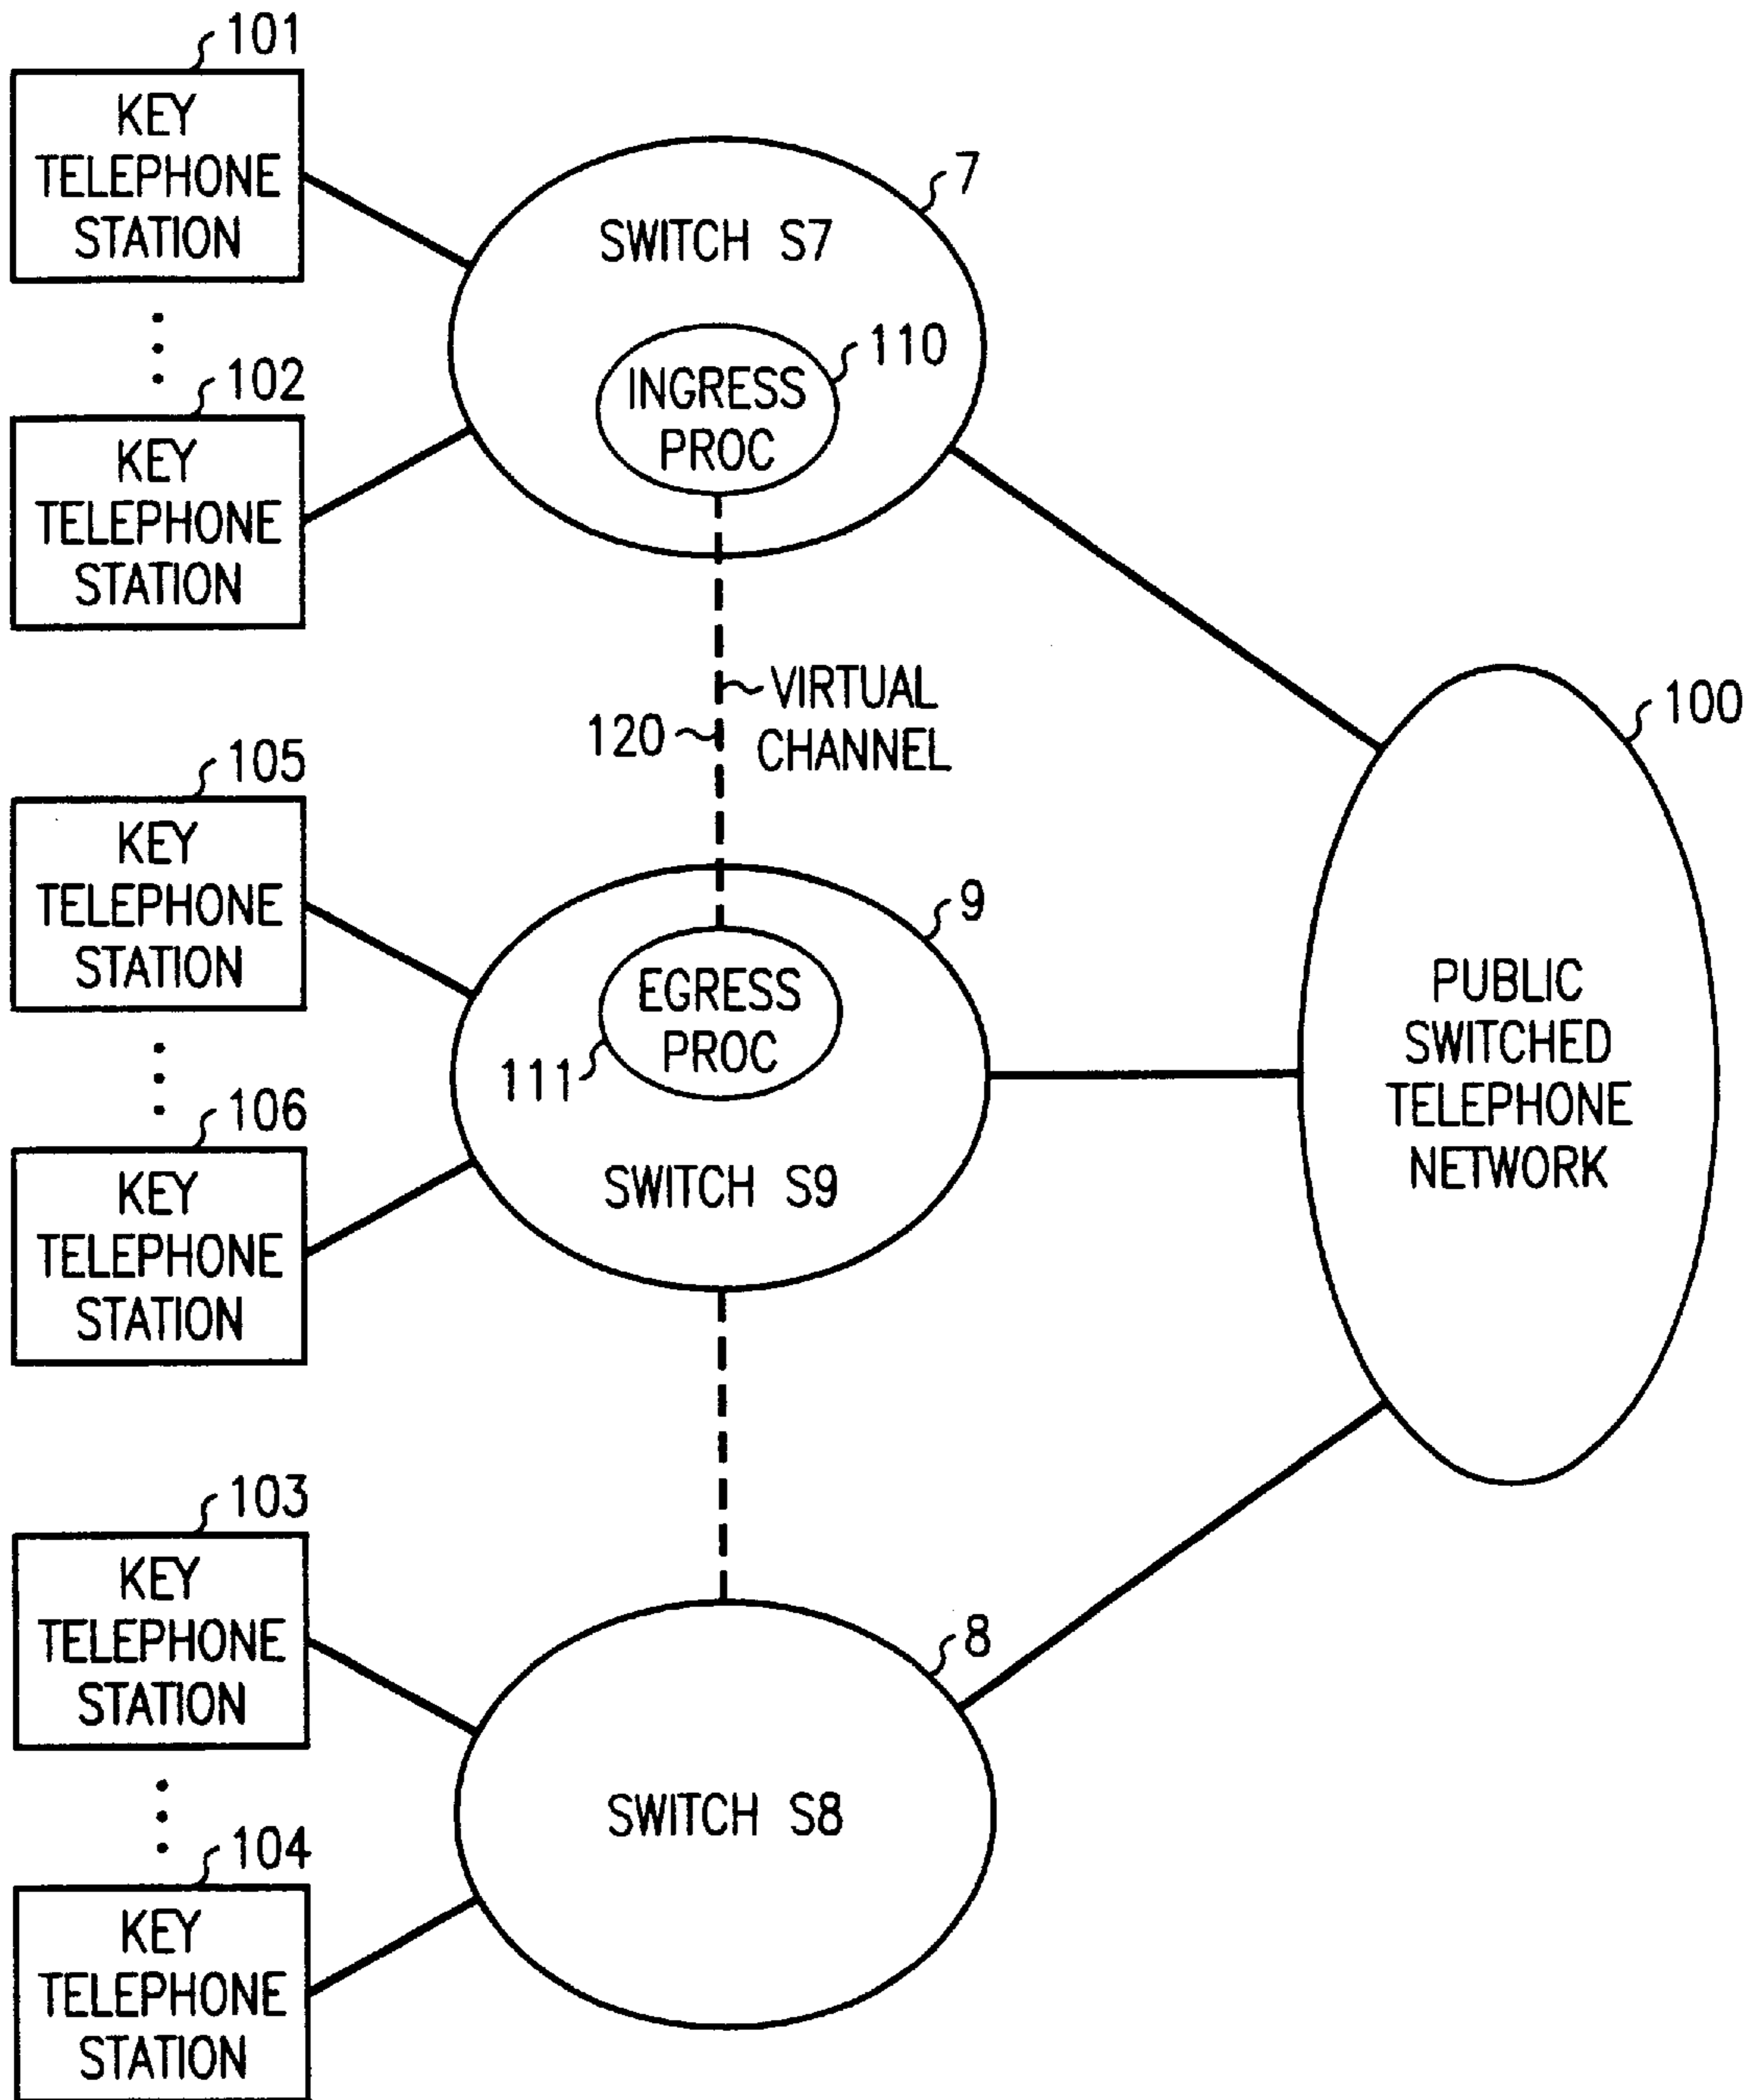 101
KEY
TELEPHONE
STATION
7
SWITCH S7
110
INGRESS
PROC
102
KEY
TELEPHONE
STATION
VIRTUAL
CHANNEL
120
100
105
KEY
TELEPHONE
STATION
9
EGRESS
PROC
111
SWITCH S9
PUBLIC
SWITCHED
TELEPHONE
NETWORK
106
KEY
TELEPHONE
STATION
103
KEY
TELEPHONE
STATION
8
SWITCH S8
104
KEY
TELEPHONE
STATION